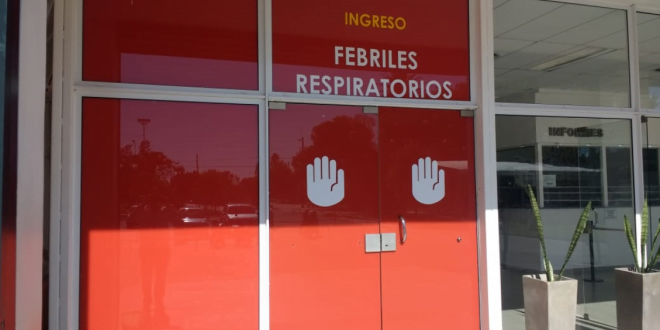 INGRESO
FEBRILES
RESPIRATORIOS
INFORMES